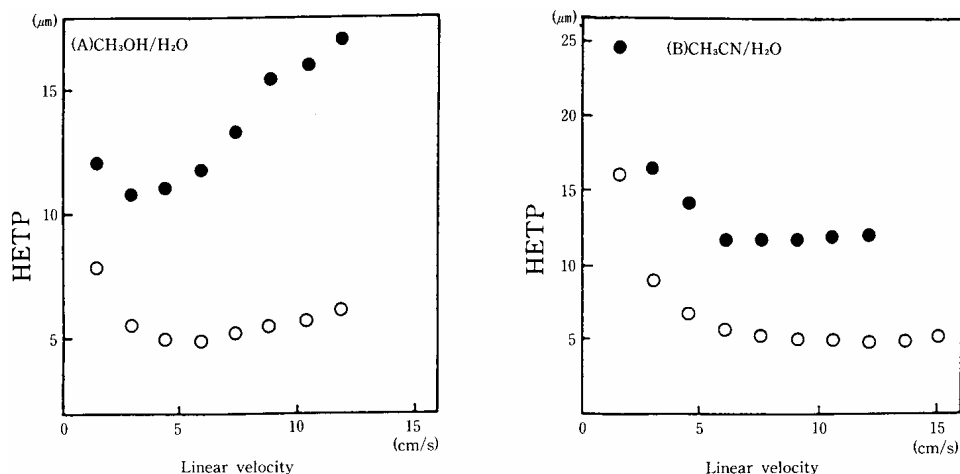 (μm)
(A)CH₃OH/H₂O
15
10
5
HETP
0
5
10
15
(cm/s)
Linear velocity
(μm)
(B)CH₃CN/H₂O
25
20
15
10
5
HETP
0
5
10
15
(cm/s)
Linear velocity